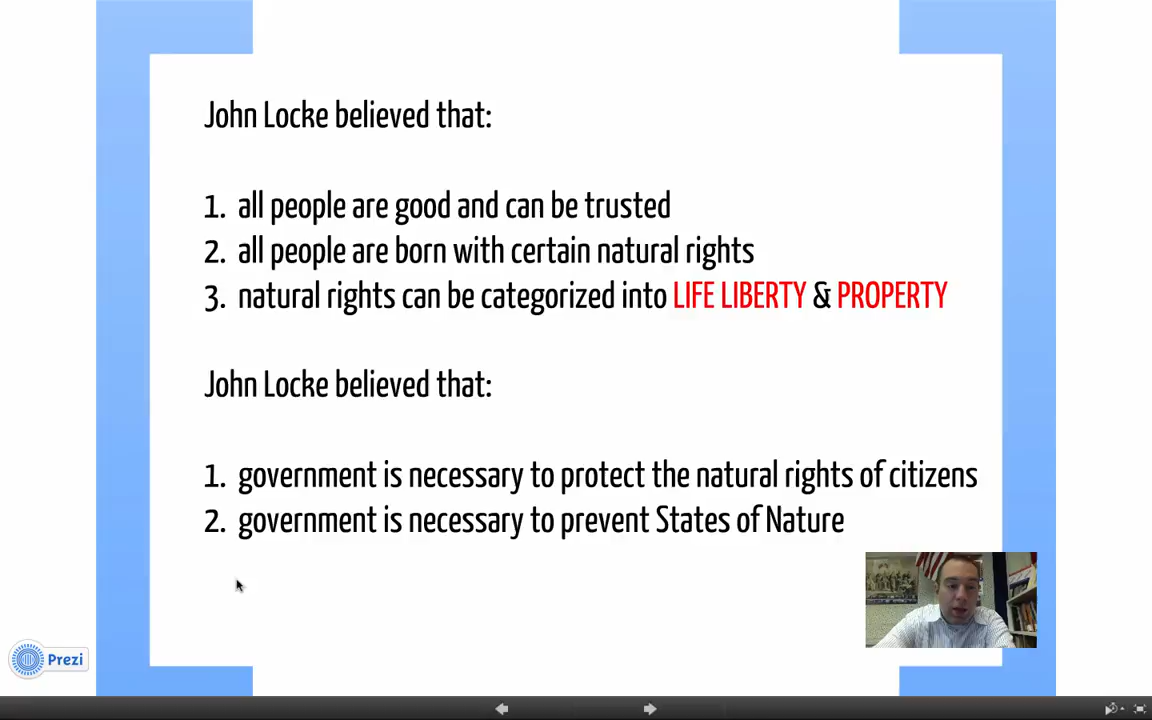 John Locke believed that:
1. all people are good and can be trusted
2. all people are born with certain natural rights
3. natural rights can be categorized into LIFE LIBERTY & PROPERTY
John Locke believed that:
1. government is necessary to protect the natural rights of citizens
2. government is necessary to prevent States of Nature
Prezi